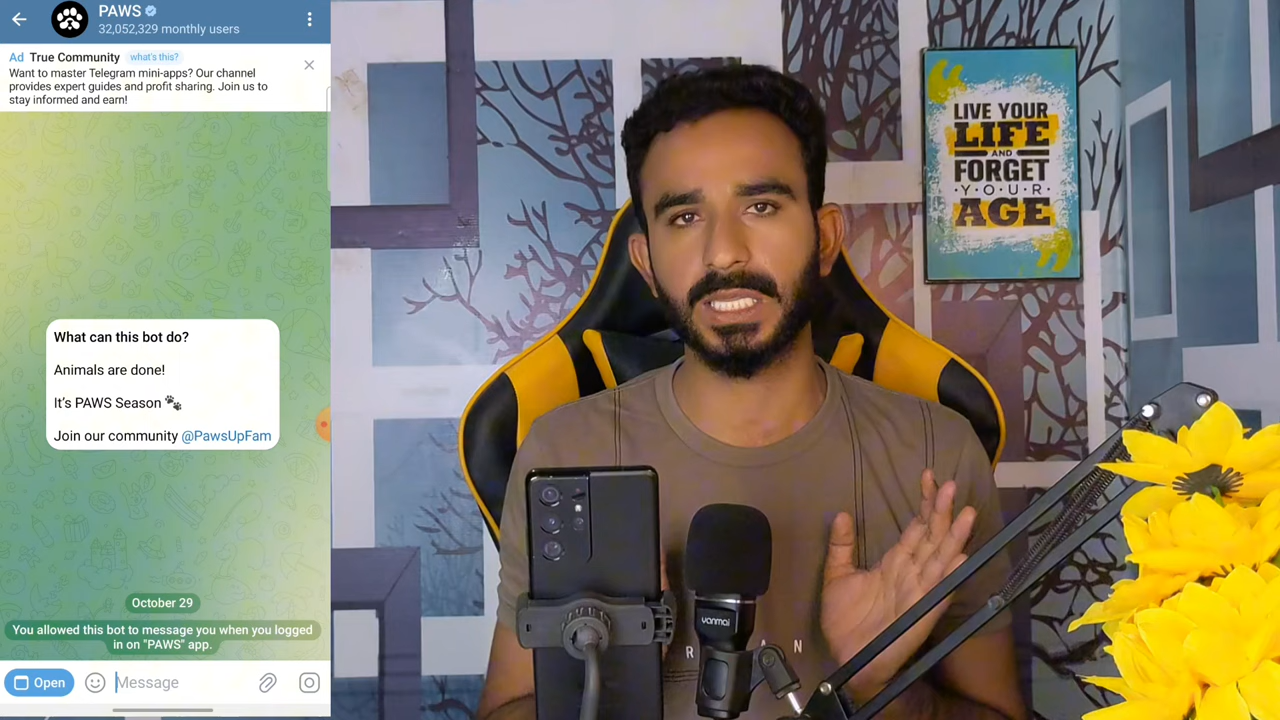 PAWS
32,052,329 monthly users
Ad True Community what's this?
Want to master Telegram mini-apps? Our channel
provides expert guides and profit sharing. Join us to
stay informed and earn!
What can this bot do?
Animals are done!
It's PAWS Season 🐾
Join our community @PawsUpFam
October 29
You allowed this bot to message you when you logged
in on "PAWS" app.
Open
Message
LIVE YOUR
LIFE
AND
FORGET
·Y·O·U·R·
AGE
yanmai
R
A N